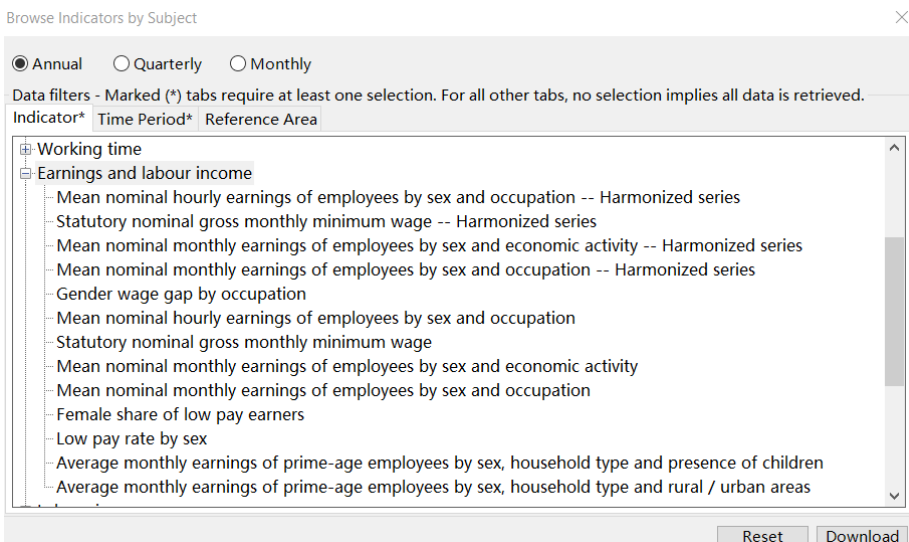 Browse Indicators by Subject
Annual Quarterly Monthly
Data filters - Marked (*) tabs require at least one selection. For all other tabs, no selection implies all data is retrieved.
Indicator* Time Period* Reference Area
Working time
Earnings and labour income
Mean nominal hourly earnings of employees by sex and occupation -- Harmonized series
Statutory nominal gross monthly minimum wage -- Harmonized series
Mean nominal monthly earnings of employees by sex and economic activity -- Harmonized series
Mean nominal monthly earnings of employees by sex and occupation -- Harmonized series
Gender wage gap by occupation
Mean nominal hourly earnings of employees by sex and occupation
Statutory nominal gross monthly minimum wage
Mean nominal monthly earnings of employees by sex and economic activity
Mean nominal monthly earnings of employees by sex and occupation
Female share of low pay earners
Low pay rate by sex
Average monthly earnings of prime-age employees by sex, household type and presence of children
Average monthly earnings of prime-age employees by sex, household type and rural / urban areas
Reset Download